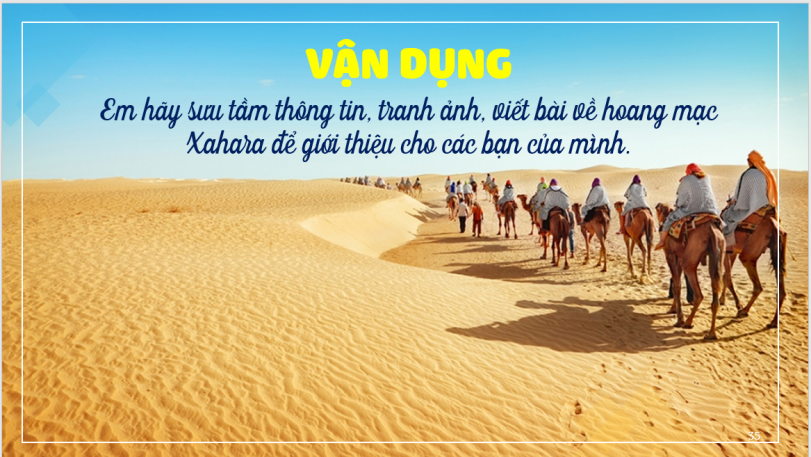 VẬN DỤNG
Em hãy sưu tầm thông tin, tranh ảnh, viết bài về hoang mạc
Xahara để giới thiệu cho các bạn của mình.
35